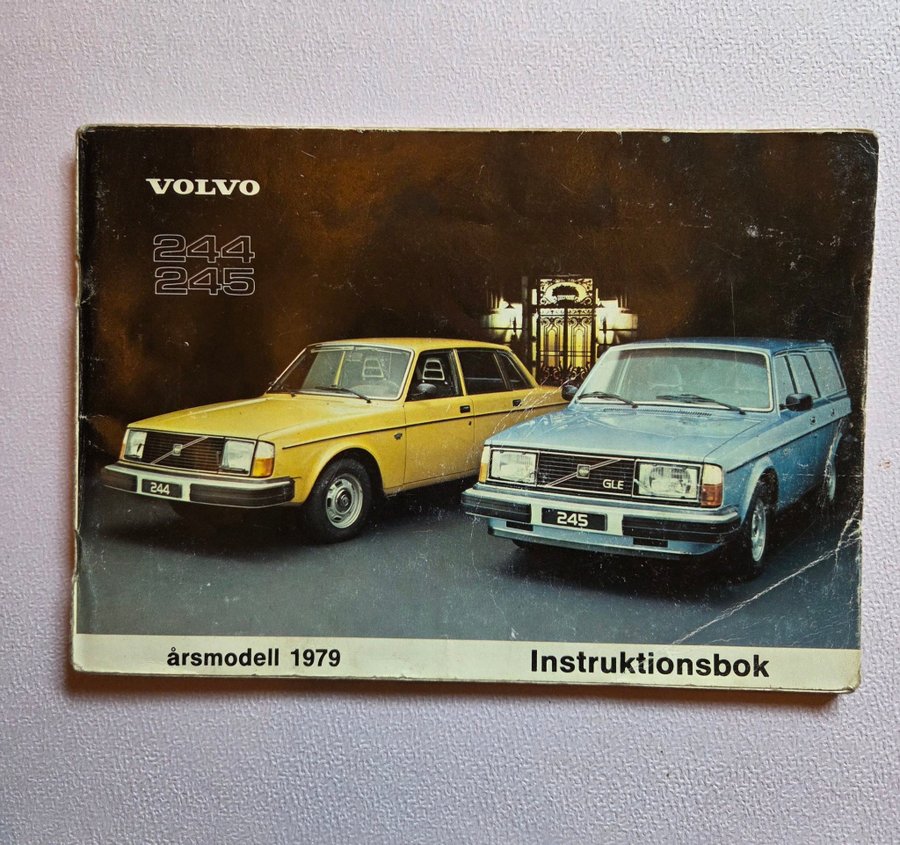 VOLVO
244
245
244
GLE
245
årsmodell 1979
Instruktionsbok